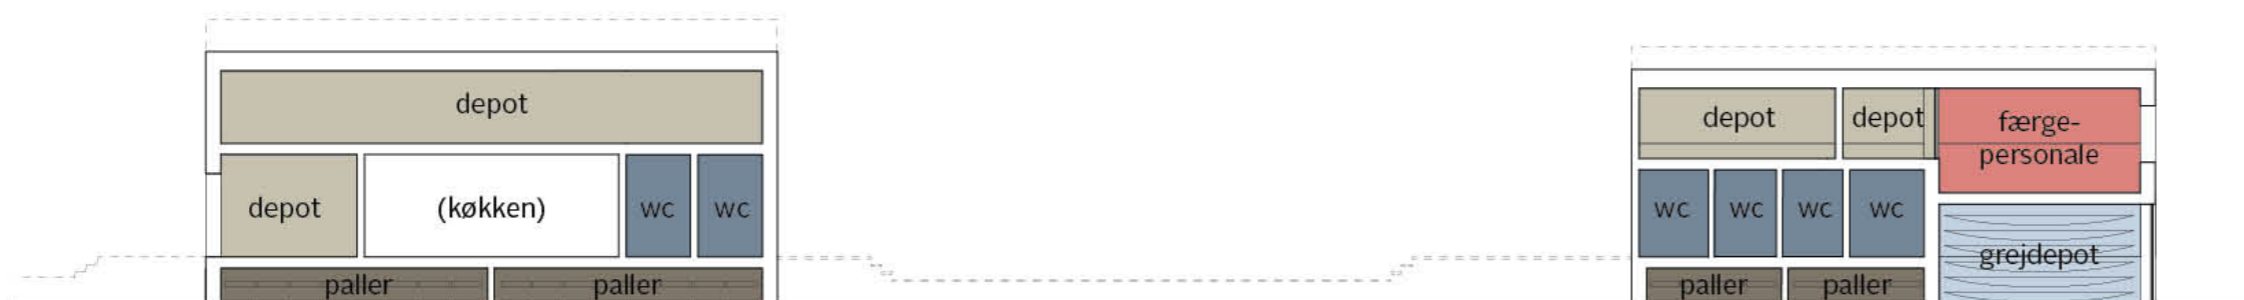 depot
depot
(køkken)
wc
wc
paller
paller
depot
depot
færge-
personale
wc
wc
wc
wc
grejdepot
paller
paller